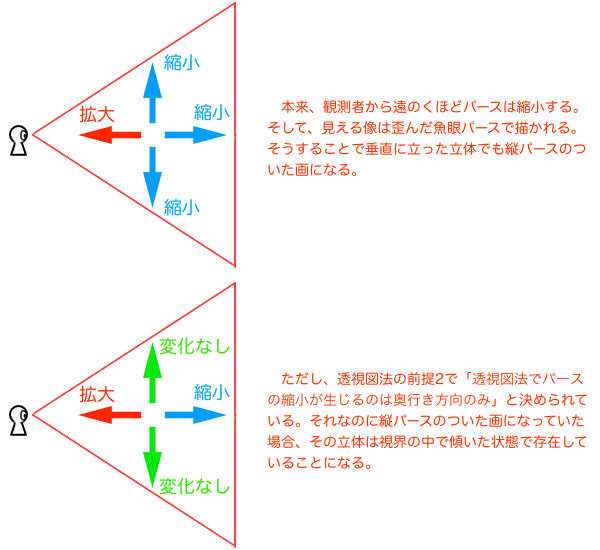 縮小
拡大
縮小
縮小
本来、観測者から遠のくほどパースは縮小する。
そして、見える像は歪んだ魚眼パースで描かれる。
そうすることで垂直に立った立体でも縦パースのつ
いた画になる。
変化なし
拡大
縮小
変化なし
ただし、透視図法の前提2で「透視図法でパース
の縮小が生じるのは奥行き方向のみ」と決められて
いる。それなのに縦パースのついた画になっていた
場合、その立体は視界の中で傾いた状態で存在して
いることになる。